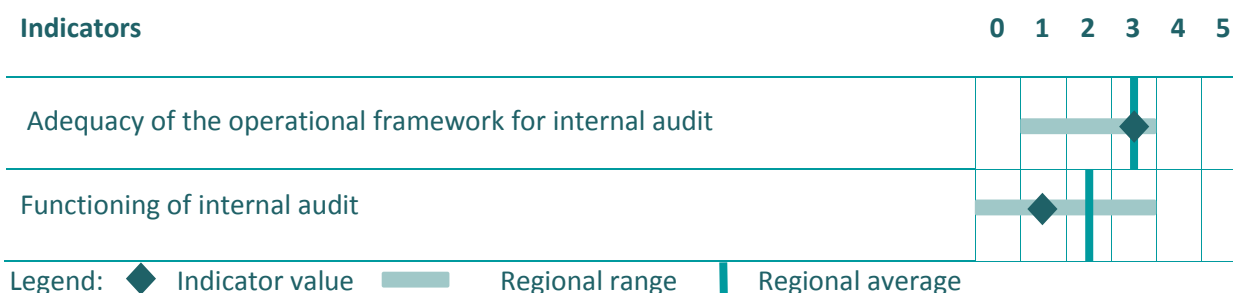 Indicators 0 1 2 3 4 5
Adequacy of the operational framework for internal audit
Functioning of internal audit
Legend: Indicator value Regional range Regional average